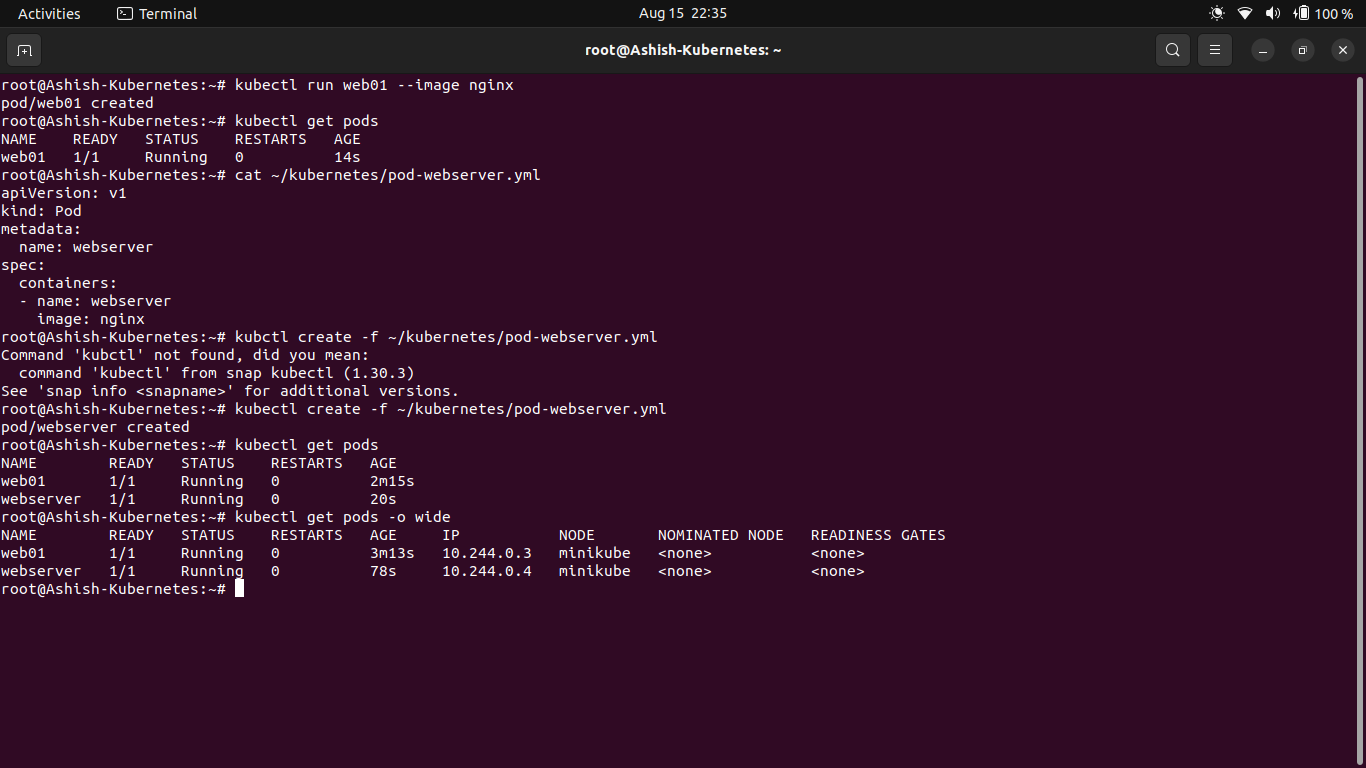 Activities Terminal Aug 15 22:35 100 %
root@Ashish-Kubernetes: ~
root@Ashish-Kubernetes:~# kubectl run web01 --image nginx
pod/web01 created
root@Ashish-Kubernetes:~# kubectl get pods
NAME    READY   STATUS    RESTARTS   AGE
web01   1/1     Running   0          14s
root@Ashish-Kubernetes:~# cat ~/kubernetes/pod-webserver.yml
apiVersion: v1
kind: Pod
metadata:
  name: webserver
spec:
  containers:
  - name: webserver
    image: nginx
root@Ashish-Kubernetes:~# kubctl create -f ~/kubernetes/pod-webserver.yml
Command 'kubctl' not found, did you mean:
  command 'kubectl' from snap kubectl (1.30.3)
See 'snap info <snapname>' for additional versions.
root@Ashish-Kubernetes:~# kubectl create -f ~/kubernetes/pod-webserver.yml
pod/webserver created
root@Ashish-Kubernetes:~# kubectl get pods
NAME        READY   STATUS    RESTARTS   AGE
web01       1/1     Running   0          2m15s
webserver   1/1     Running   0          20s
root@Ashish-Kubernetes:~# kubectl get pods -o wide
NAME        READY   STATUS    RESTARTS   AGE     IP           NODE       NOMINATED NODE   READINESS GATES
web01       1/1     Running   0          3m13s   10.244.0.3   minikube   <none>           <none>
webserver   1/1     Running   0          78s     10.244.0.4   minikube   <none>           <none>
root@Ashish-Kubernetes:~#